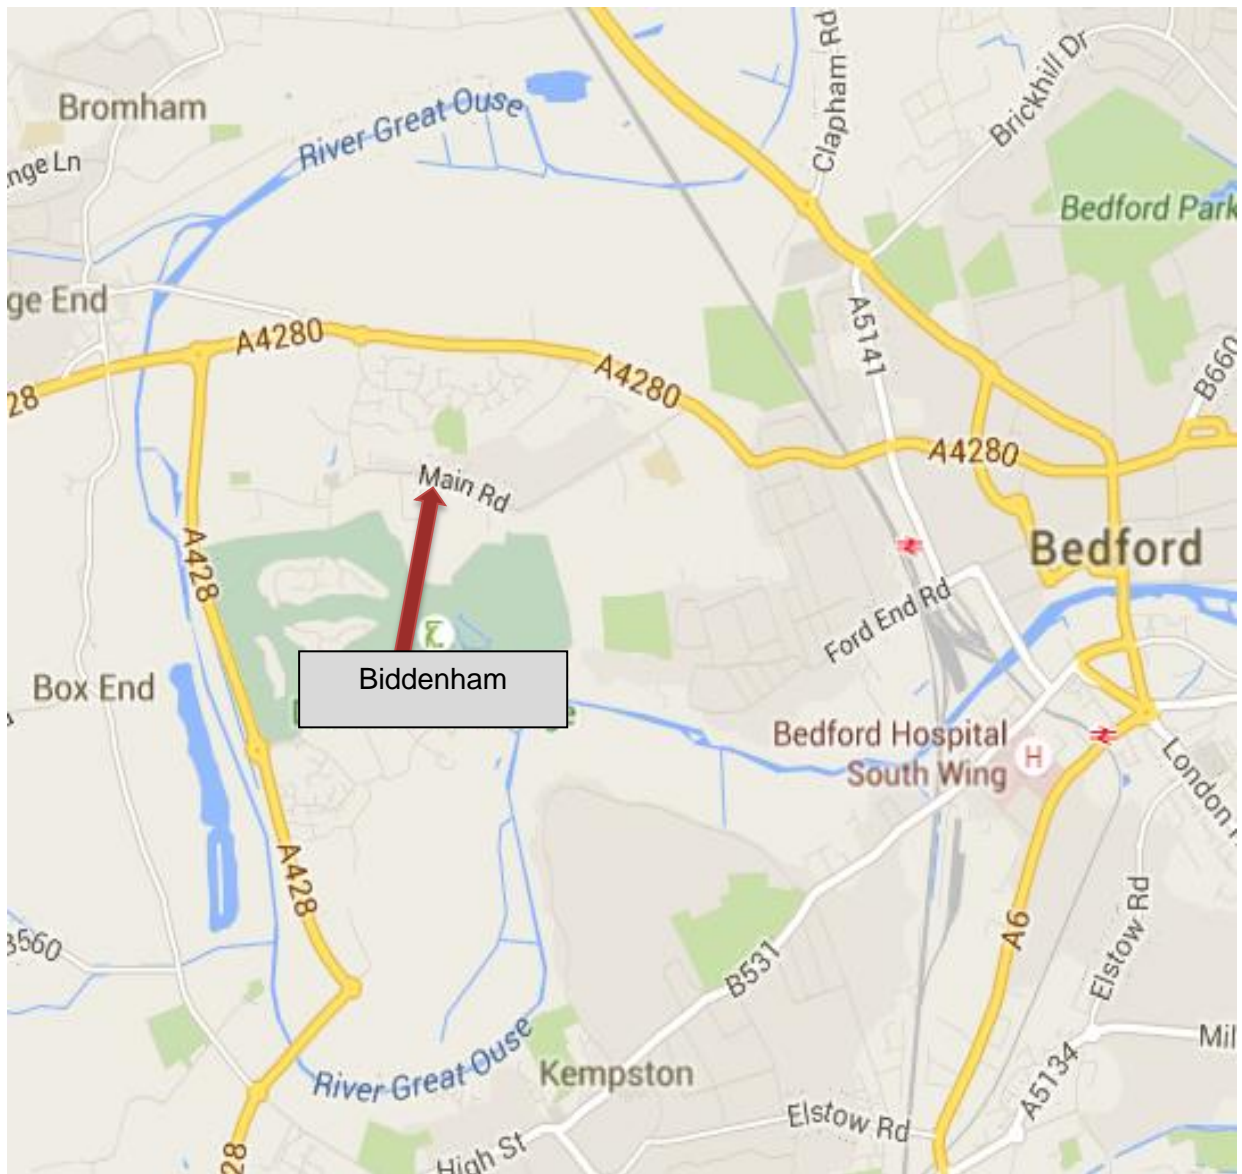 Bromham
nge Ln
River Great Ouse
Clapham Rd
Brickhill Dr
Bedford Park
ge End
A4280
A5141
A4280
B660
28
A4280
Main Rd
A428
Bedford
Ford End Rd
Biddenham
Box End
Bedford Hospital
South Wing
H
London
A428
A6
Elstow Rd
3560
B531
River Great Ouse
Kempston
Mil
A5134
Elstow Rd
High St
28